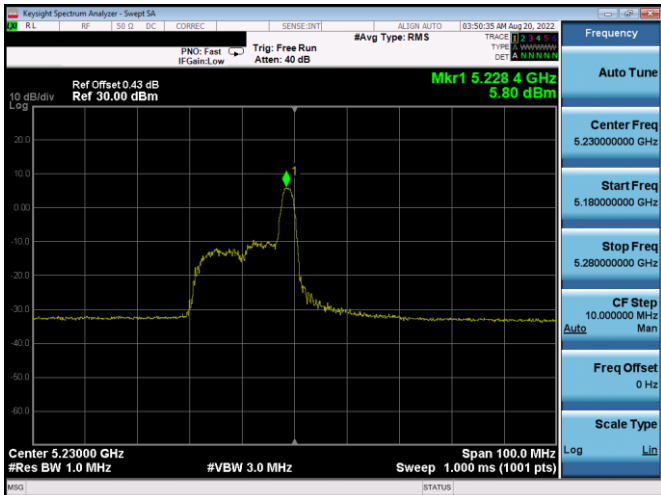 Keysight Spectrum Analyzer - Swept SA
RL RF 50 Ω DC CORREC SENSE:INT ALIGN AUTO 03:50:35 AM Aug 20, 2022
#Avg Type: RMS TRACE 1 2 3 4 5 6
PNO: Fast Trig: Free Run TYPE A WWWWW
IFGain:Low Atten: 40 dB DET A N N N N N
Frequency
Auto Tune
Mkr1 5.228 4 GHz
5.80 dBm
Ref Offset 0.43 dB
10 dB/div Ref 30.00 dBm
Log
20.0
10.0
0.00
-10.0
-20.0
-30.0
-40.0
-50.0
-60.0
1
Center Freq
5.230000000 GHz
Start Freq
5.180000000 GHz
Stop Freq
5.280000000 GHz
CF Step
10.000000 MHz
Auto Man
Freq Offset
0 Hz
Scale Type
Log Lin
Center 5.23000 GHz Span 100.0 MHz
#Res BW 1.0 MHz #VBW 3.0 MHz Sweep 1.000 ms (1001 pts)
MSG STATUS